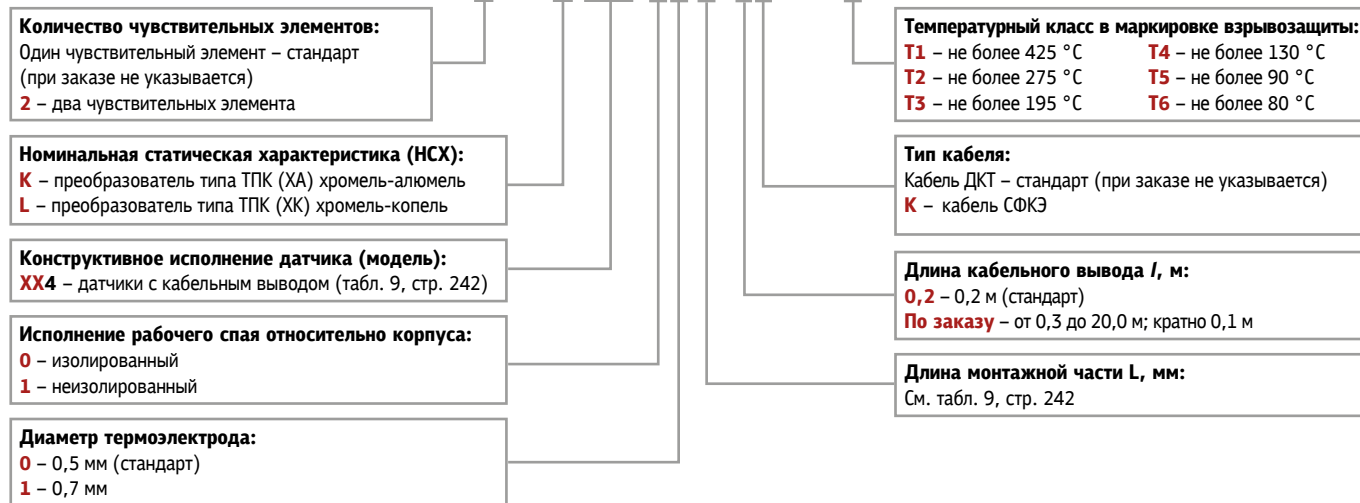 Количество чувствительных элементов:
Один чувствительный элемент – стандарт
(при заказе не указывается)
2 – два чувствительных элемента
Номинальная статическая характеристика (НСХ):
K – преобразователь типа ТПК (ХА) хромель-алюмель
L – преобразователь типа ТПК (ХК) хромель-копель
Конструктивное исполнение датчика (модель):
XX4 – датчики с кабельным выводом (табл. 9, стр. 242)
Исполнение рабочего спая относительно корпуса:
0 – изолированный
1 – неизолированный
Диаметр термоэлектрода:
0 – 0,5 мм (стандарт)
1 – 0,7 мм
Температурный класс в маркировке взрывозащиты:
T1 – не более 425 °С T4 – не более 130 °С
T2 – не более 275 °С T5 – не более 90 °С
T3 – не более 195 °С T6 – не более 80 °С
Тип кабеля:
Кабель ДКТ – стандарт (при заказе не указывается)
К – кабель СФКЭ
Длина кабельного вывода l, м:
0,2 – 0,2 м (стандарт)
По заказу – от 0,3 до 20,0 м; кратно 0,1 м
Длина монтажной части L, мм:
См. табл. 9, стр. 242